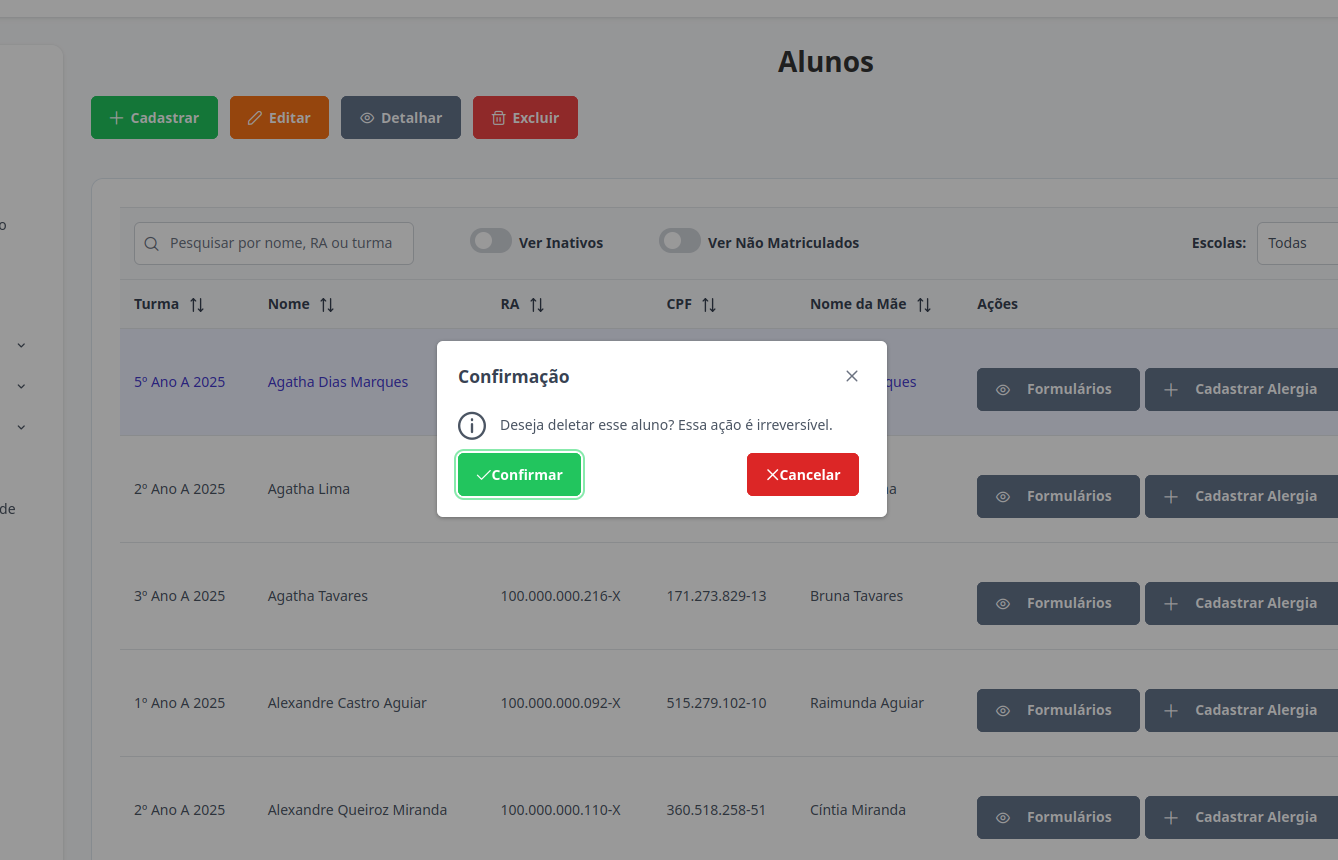 Alunos
Cadastrar Editar Detalhar Excluir
o
Pesquisar por nome, RA ou turma Ver Inativos Ver Não Matriculados Escolas: Todas
Turma Nome RA CPF Nome da Mãe Ações
5º Ano A 2025 Agatha Dias Marques ques Formulários Cadastrar Alergia
Confirmação
Deseja deletar esse aluno? Essa ação é irreversível.
Confirmar Cancelar
2º Ano A 2025 Agatha Lima na Formulários Cadastrar Alergia
de
3º Ano A 2025 Agatha Tavares 100.000.000.216-X 171.273.829-13 Bruna Tavares Formulários Cadastrar Alergia
1º Ano A 2025 Alexandre Castro Aguiar 100.000.000.092-X 515.279.102-10 Raimunda Aguiar Formulários Cadastrar Alergia
2º Ano A 2025 Alexandre Queiroz Miranda 100.000.000.110-X 360.518.258-51 Cíntia Miranda Formulários Cadastrar Alergia